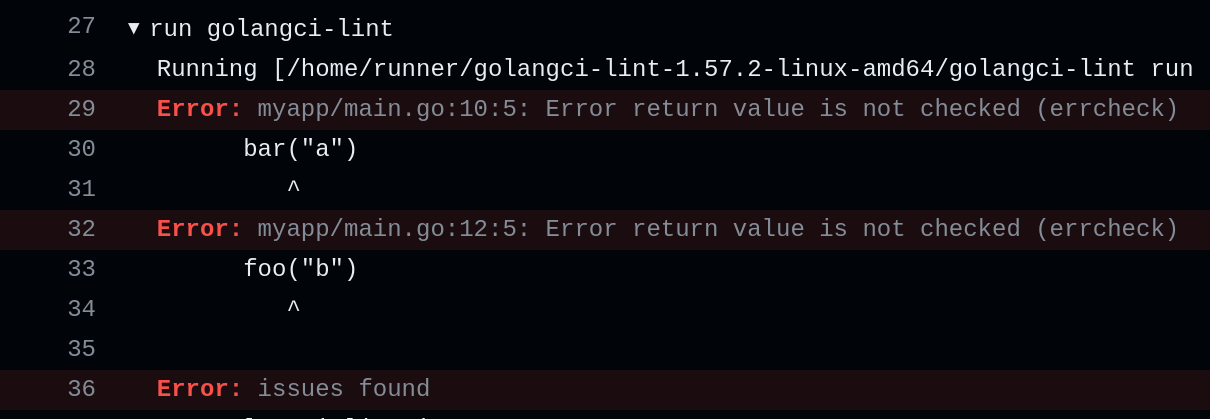 27 ▼ run golangci-lint
28 Running [/home/runner/golangci-lint-1.57.2-linux-amd64/golangci-lint run
29 Error: myapp/main.go:10:5: Error return value is not checked (errcheck)
30 bar("a")
31 ^
32 Error: myapp/main.go:12:5: Error return value is not checked (errcheck)
33 foo("b")
34 ^
35
36 Error: issues found